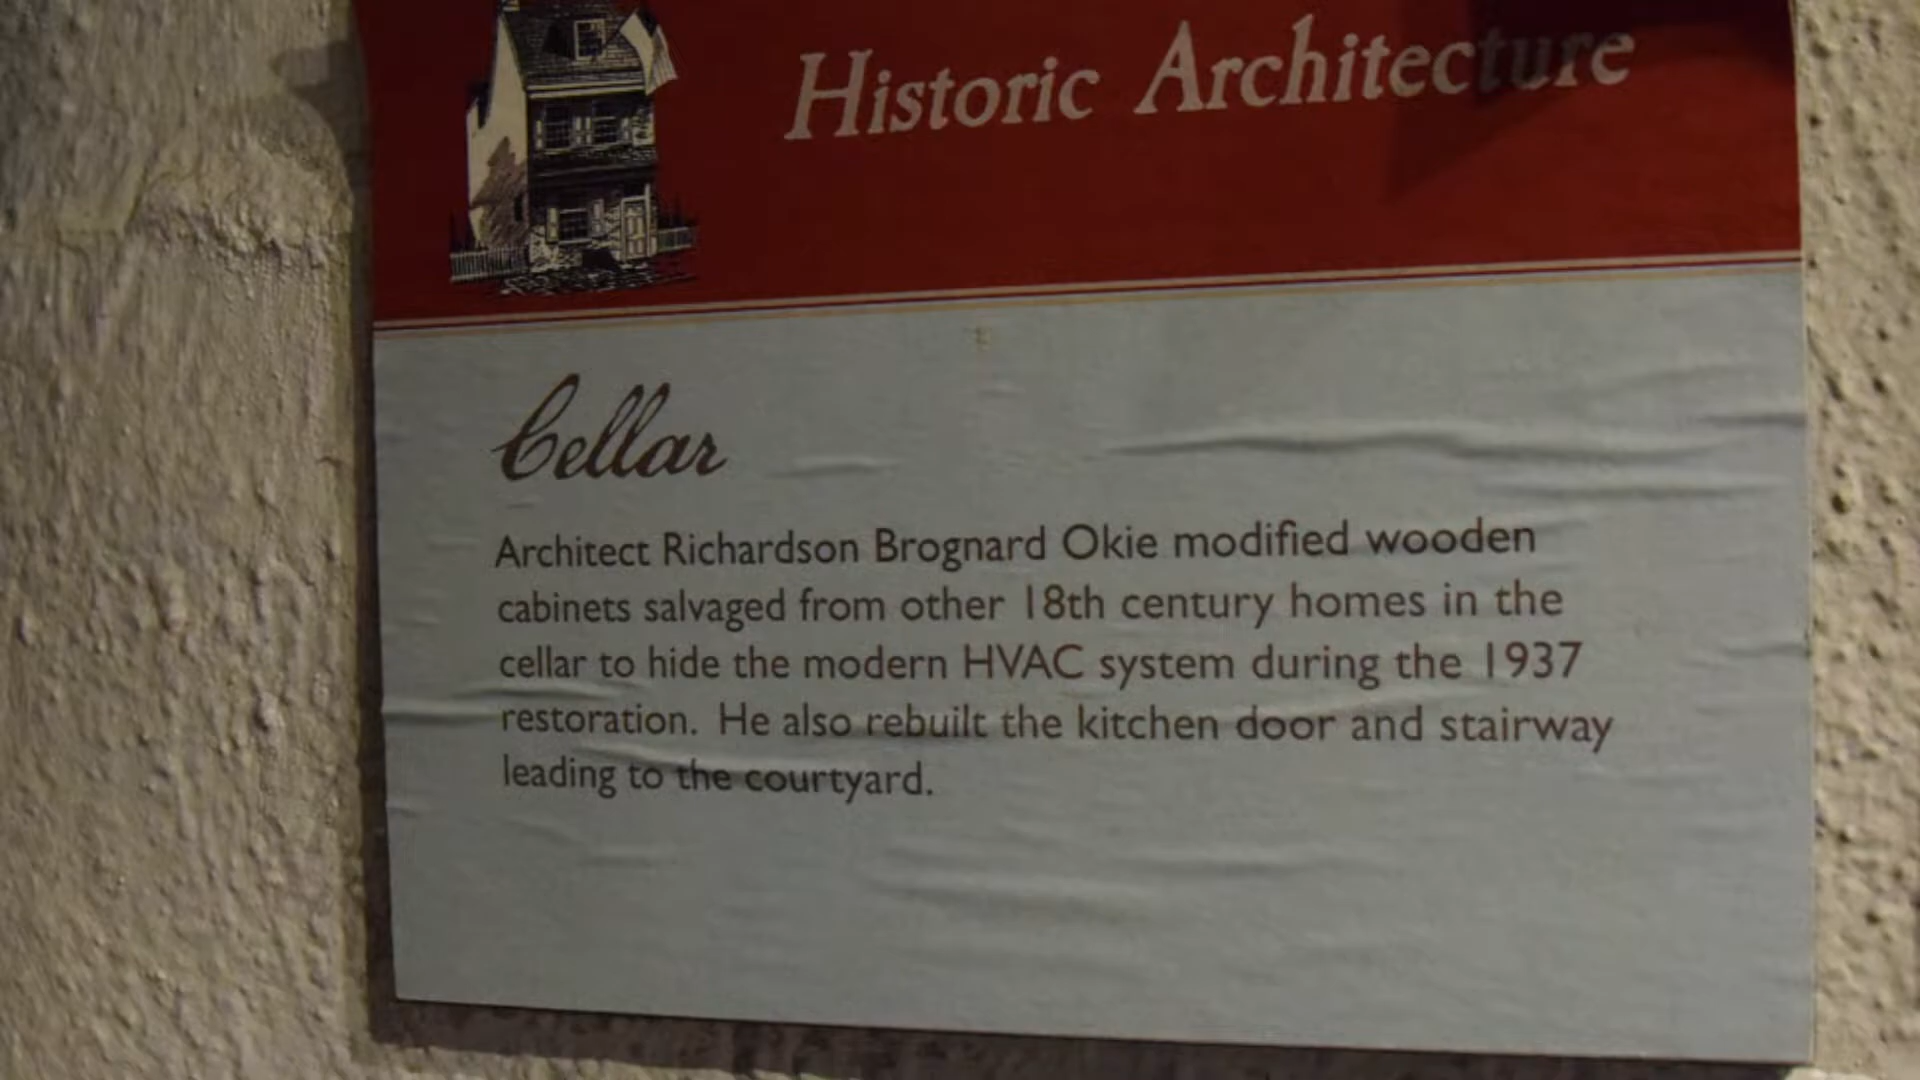 Historic Architecture
Cellar
Architect Richardson Brognard Okie modified wooden
cabinets salvaged from other 18th century homes in the
cellar to hide the modern HVAC system during the 1937
restoration. He also rebuilt the kitchen door and stairway
leading to the courtyard.